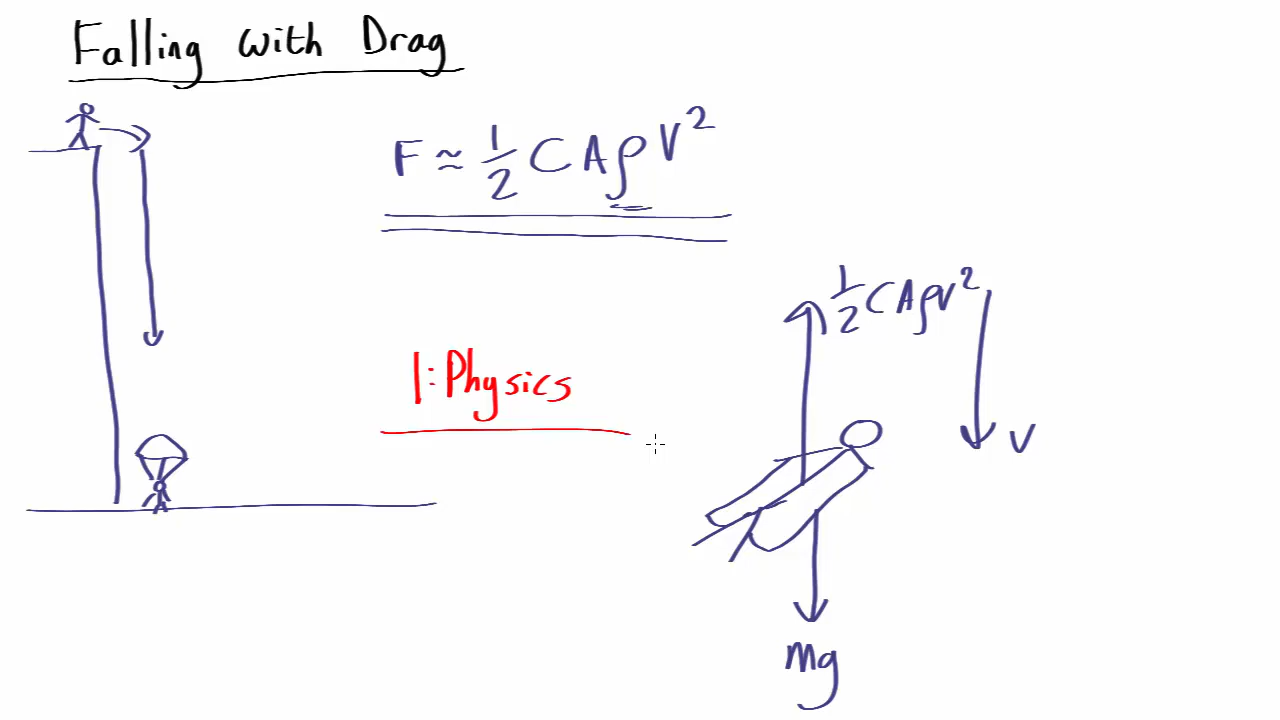 Falling With Drag
F ≈ 1/2 C A ρ V²
1/2 C A ρ V²
1: Physics
V
Mg